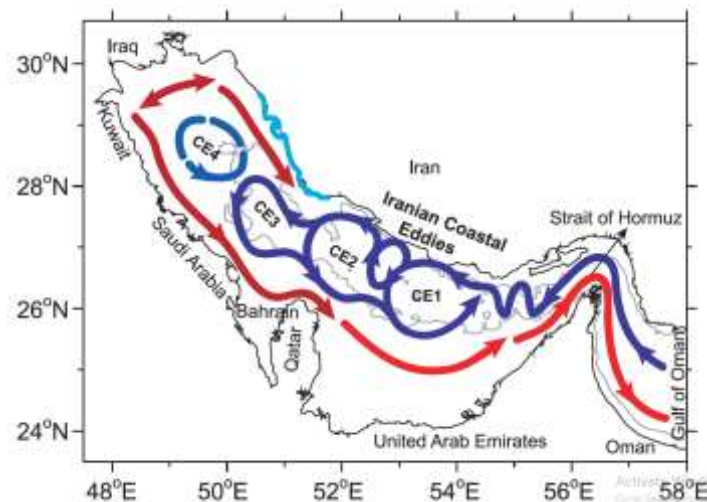 30°N
28°N
26°N
24°N
48°E
50°E
52°E
54°E
56°E
58°E
Iraq
Kuwait
Saudi Arabia
Bahrain
Qatar
United Arab Emirates
Oman
Gulf of Oman
Strait of Hormuz
Iran
Iranian Coastal
Eddies
CE4
CE3
CE2
CE1